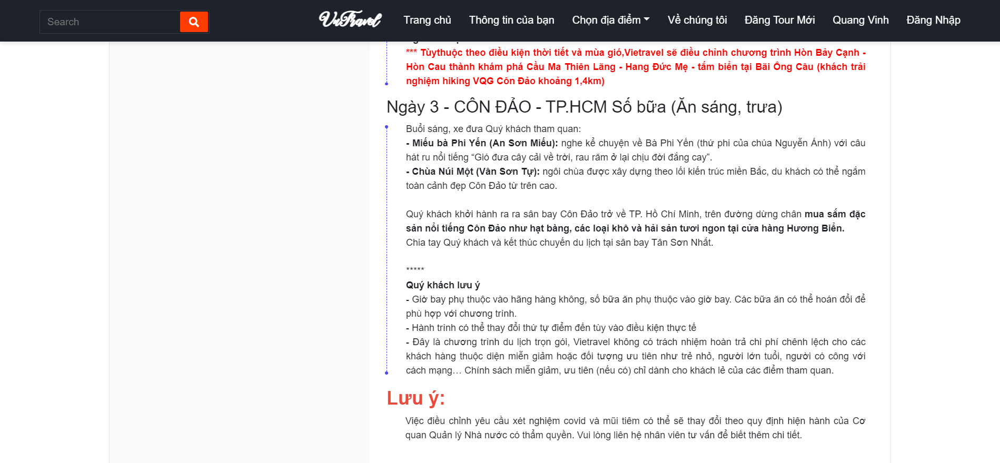 Search
VnTravel
Trang chủ
Thông tin của bạn
Chọn địa điểm
Về chúng tôi
Đăng Tour Mới
Quang Vinh
Đăng Nhập
*** Tùythuộc theo điều kiện thời tiết và mùa gió,Vietravel sẽ điều chỉnh chương trình Hòn Bảy Cạnh -
Hòn Cau thành khám phá Cầu Ma Thiên Lãng - Hang Đức Mẹ - tắm biển tại Bãi Ông Câu (khách trải
nghiệm hiking VQG Côn Đảo khoảng 1,4km)
Ngày 3 - CÔN ĐẢO - TP.HCM Số bữa (Ăn sáng, trưa)
Buổi sáng, xe đưa Quý khách tham quan:
- Miếu bà Phi Yến (An Sơn Miếu): nghe kể chuyện về Bà Phi Yến (thứ phi của chúa Nguyễn Ánh) với câu
hát ru nổi tiếng “Gió đưa cây cải về trời, rau răm ở lại chịu đời đắng cay”.
- Chùa Núi Một (Vân Sơn Tự): ngôi chùa được xây dựng theo lối kiến trúc miền Bắc, du khách có thể ngắm
toàn cảnh đẹp Côn Đảo từ trên cao.
Quý khách khởi hành ra ra sân bay Côn Đảo trở về TP. Hồ Chí Minh, trên đường dừng chân mua sắm đặc
sản nổi tiếng Côn Đảo như hạt bàng, các loại khô và hải sản tươi ngon tại cửa hàng Hương Biển.
Chia tay Quý khách và kết thúc chuyến du lịch tại sân bay Tân Sơn Nhất.
*****
Quý khách lưu ý
- Giờ bay phụ thuộc vào hãng hàng không, số bữa ăn phụ thuộc vào giờ bay. Các bữa ăn có thể hoán đổi để
phù hợp với chương trình.
- Hành trình có thể thay đổi thứ tự điểm đến tùy vào điều kiện thực tế
- Đây là chương trình du lịch trọn gói, Vietravel không có trách nhiệm hoàn trả chi phí chênh lệch cho các
khách hàng thuộc diện miễn giảm hoặc đối tượng ưu tiên như trẻ nhỏ, người lớn tuổi, người có công với
cách mạng… Chính sách miễn giảm, ưu tiên (nếu có) chỉ dành cho khách lẻ của các điểm tham quan.
Lưu ý:
Việc điều chỉnh yêu cầu xét nghiệm covid và mũi tiêm có thể sẽ thay đổi theo quy định hiện hành của Cơ
quan Quản lý Nhà nước có thẩm quyền. Vui lòng liên hệ nhân viên tư vấn để biết thêm chi tiết.